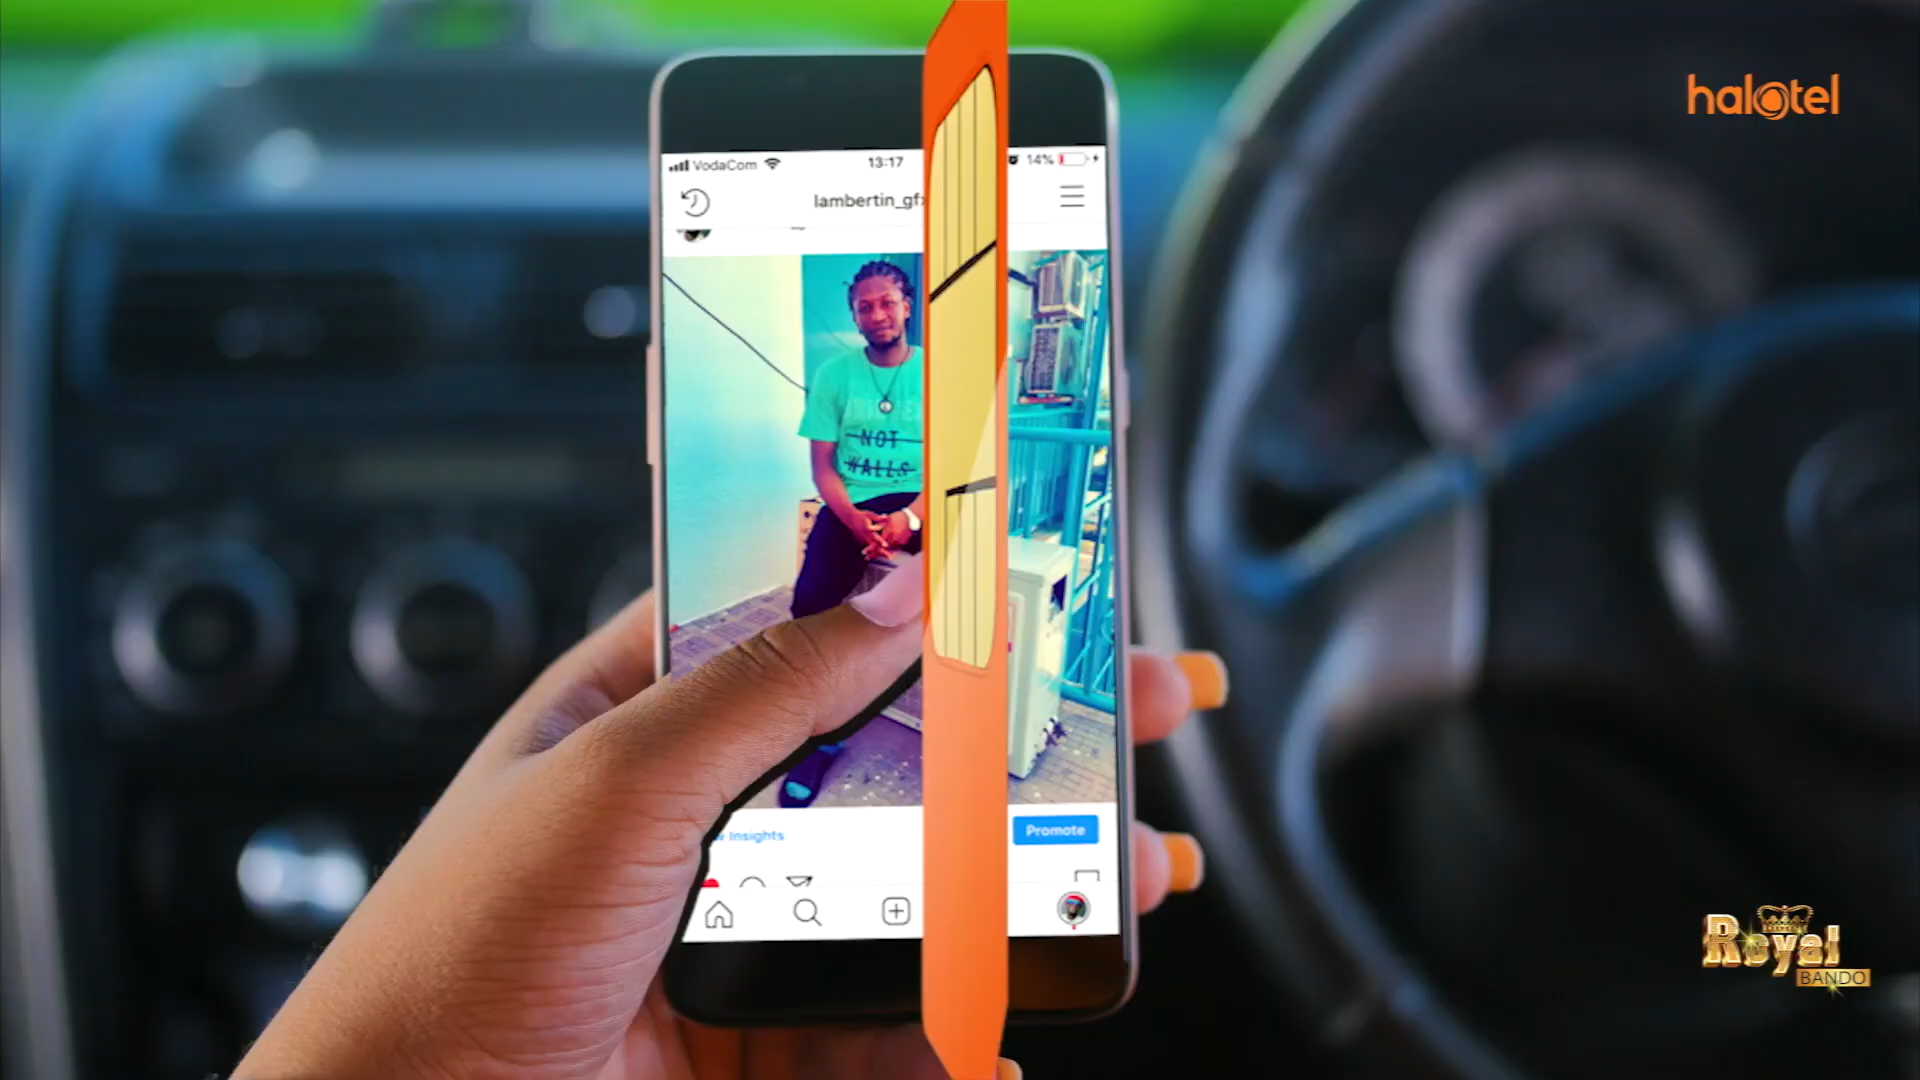 halotel
VodaCom
13:17
14%
lambertin_gf
NOT
WALLS
Insights
Promote
Royal
BANDO